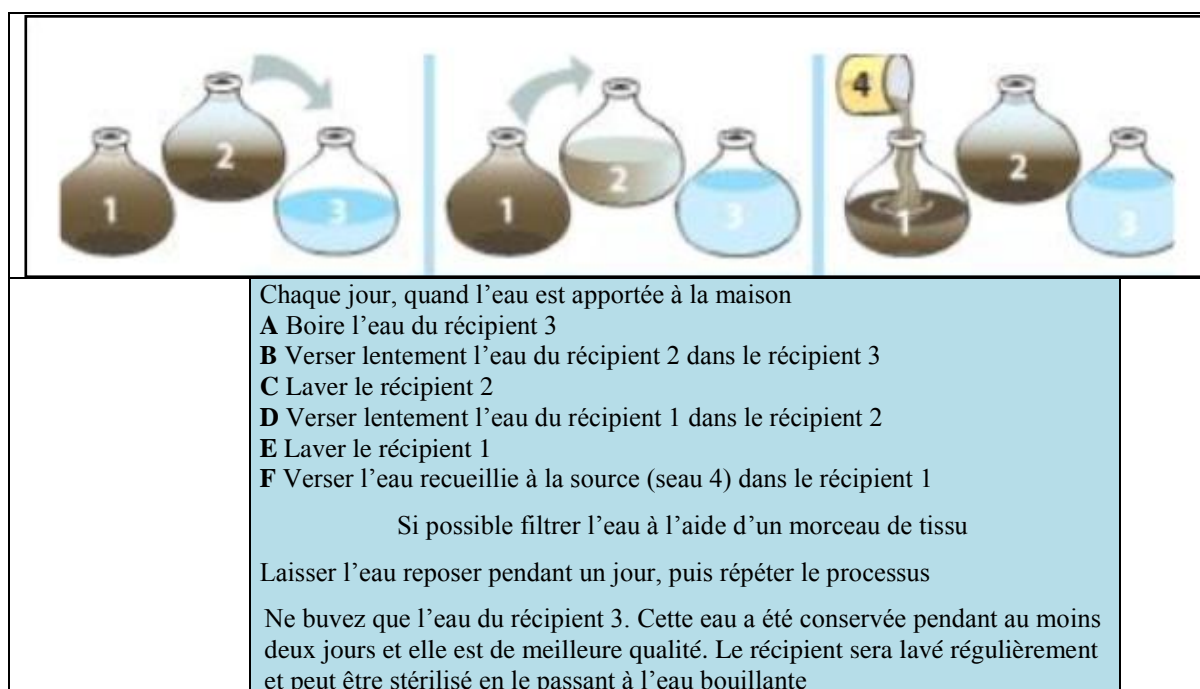 2
1
3
1
2
3
4
1
2
3
Chaque jour, quand l’eau est apportée à la maison
A Boire l’eau du récipient 3
B Verser lentement l’eau du récipient 2 dans le récipient 3
C Laver le récipient 2
D Verser lentement l’eau du récipient 1 dans le récipient 2
E Laver le récipient 1
F Verser l’eau recueillie à la source (seau 4) dans le récipient 1
Si possible filtrer l’eau à l’aide d’un morceau de tissu
Laisser l’eau reposer pendant un jour, puis répéter le processus
Ne buvez que l’eau du récipient 3. Cette eau a été conservée pendant au moins
deux jours et elle est de meilleure qualité. Le récipient sera lavé régulièrement
et peut être stérilisé en le passant à l’eau bouillante